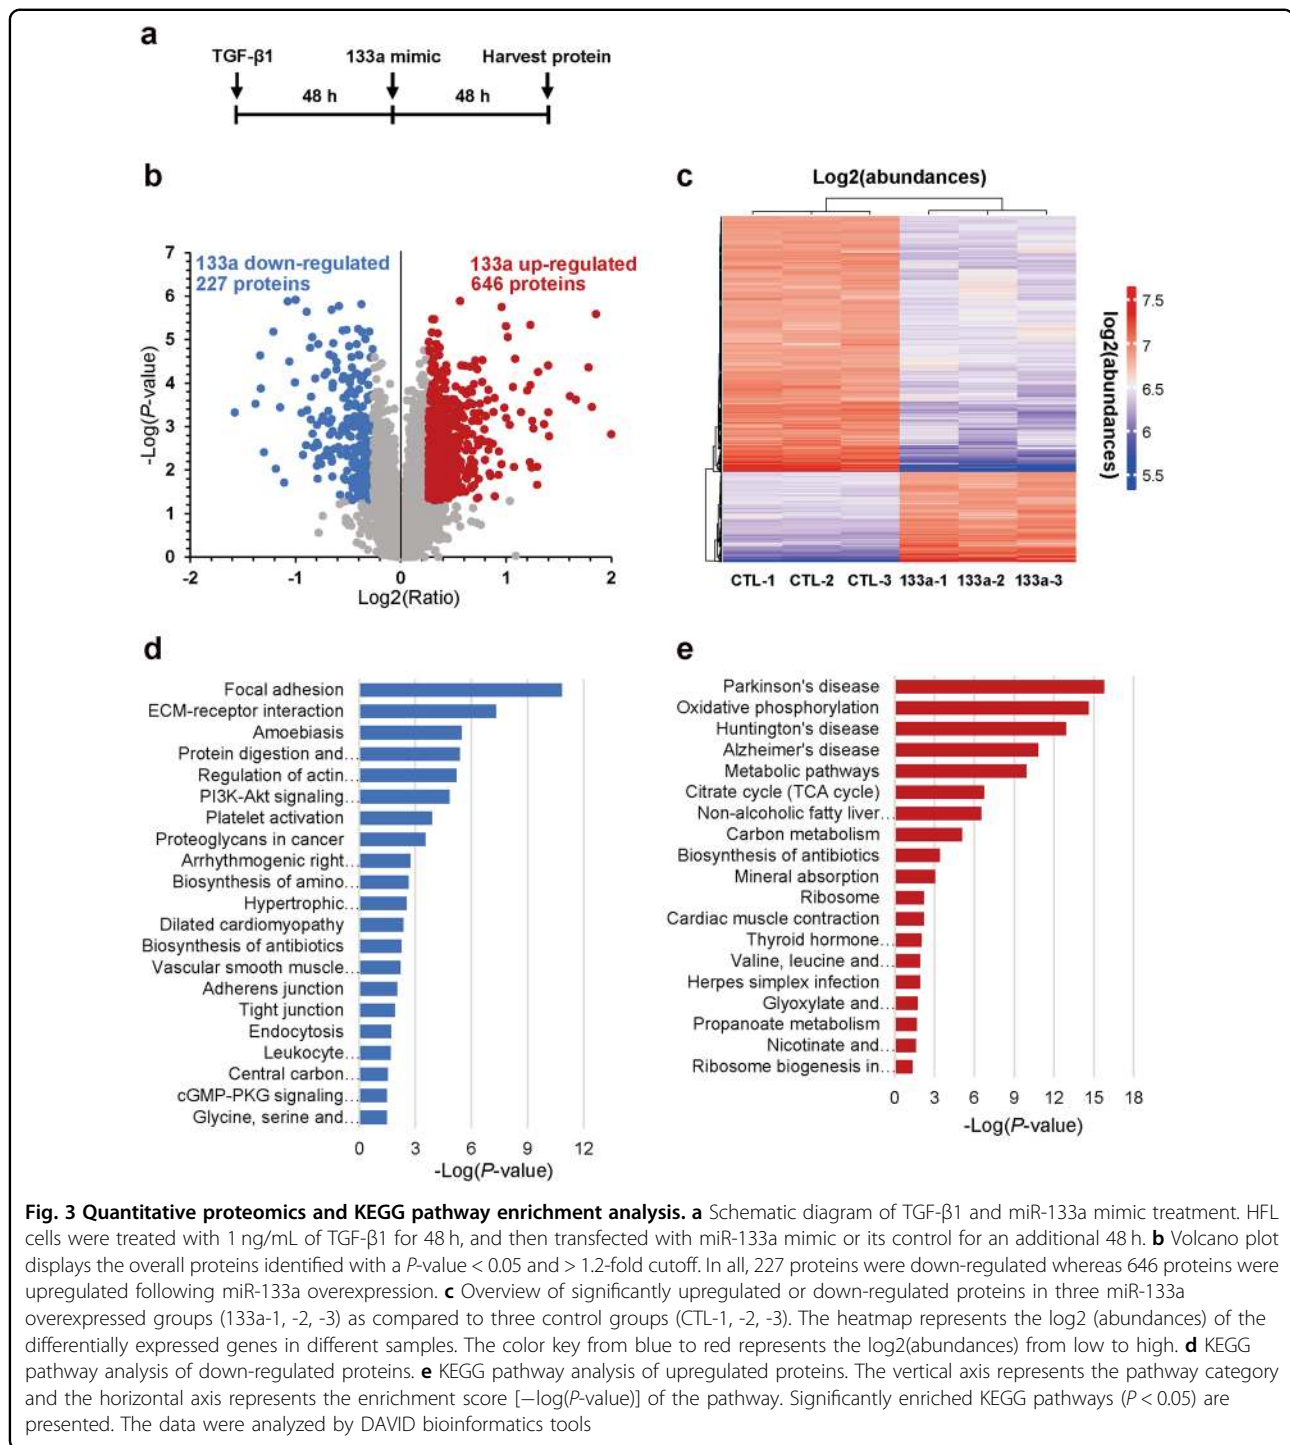 a
TGF-β1 133a mimic Harvest protein
48 h 48 h
b
133a down-regulated
227 proteins
133a up-regulated
646 proteins
7
6
5
4
3
2
1
0
-Log(P-value)
-2 -1 0 1 2
Log2(Ratio)
c
Log2(abundances)
7.5
7
6.5
6
5.5
log2(abundances)
CTL-1 CTL-2 CTL-3 133a-1 133a-2 133a-3
d
Focal adhesion
ECM-receptor interaction
Amoebiasis
Protein digestion and...
Regulation of actin...
PI3K-Akt signaling...
Platelet activation
Proteoglycans in cancer
Arrhythmogenic right...
Biosynthesis of amino...
Hypertrophic...
Dilated cardiomyopathy
Biosynthesis of antibiotics
Vascular smooth muscle...
Adherens junction
Tight junction
Endocytosis
Leukocyte...
Central carbon...
cGMP-PKG signaling...
Glycine, serine and...
0 3 6 9 12
-Log(P-value)
e
Parkinson's disease
Oxidative phosphorylation
Huntington's disease
Alzheimer's disease
Metabolic pathways
Citrate cycle (TCA cycle)
Non-alcoholic fatty liver...
Carbon metabolism
Biosynthesis of antibiotics
Mineral absorption
Ribosome
Cardiac muscle contraction
Thyroid hormone...
Valine, leucine and...
Herpes simplex infection
Glyoxylate and...
Propanoate metabolism
Nicotinate and...
Ribosome biogenesis in...
0 3 6 9 12 15 18
-Log(P-value)
Fig. 3 Quantitative proteomics and KEGG pathway enrichment analysis. a Schematic diagram of TGF-β1 and miR-133a mimic treatment. HFL
cells were treated with 1 ng/mL of TGF-β1 for 48 h, and then transfected with miR-133a mimic or its control for an additional 48 h. b Volcano plot
displays the overall proteins identified with a P-value < 0.05 and > 1.2-fold cutoff. In all, 227 proteins were down-regulated whereas 646 proteins were
upregulated following miR-133a overexpression. c Overview of significantly upregulated or down-regulated proteins in three miR-133a
overexpressed groups (133a-1, -2, -3) as compared to three control groups (CTL-1, -2, -3). The heatmap represents the log2 (abundances) of the
differentially expressed genes in different samples. The color key from blue to red represents the log2(abundances) from low to high. d KEGG
pathway analysis of down-regulated proteins. e KEGG pathway analysis of upregulated proteins. The vertical axis represents the pathway category
and the horizontal axis represents the enrichment score [−log(P-value)] of the pathway. Significantly enriched KEGG pathways (P < 0.05) are
presented. The data were analyzed by DAVID bioinformatics tools